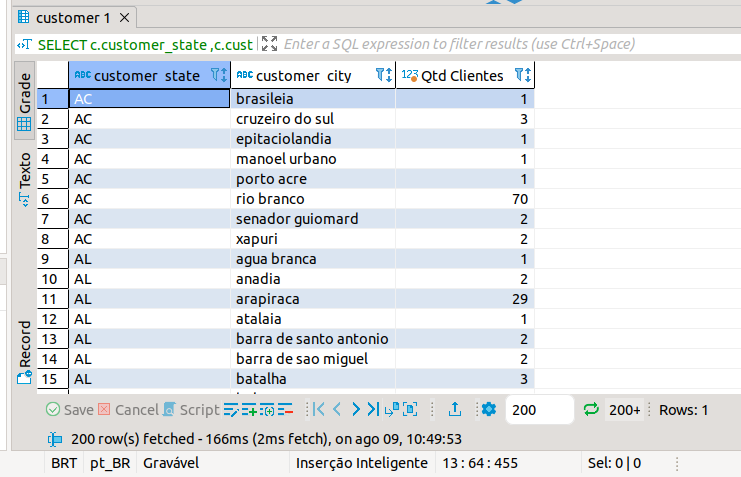 customer 1
SELECT c.customer_state ,c.cust Enter a SQL expression to filter results (use Ctrl+Space)
Grade
Texto
Record
ABC customer_state ABC customer_city 123 Qtd Clientes
1 AC brasileia 1
2 AC cruzeiro do sul 3
3 AC epitaciolandia 1
4 AC manoel urbano 1
5 AC porto acre 1
6 AC rio branco 70
7 AC senador guiomard 2
8 AC xapuri 2
9 AL agua branca 1
10 AL anadia 2
11 AL arapiraca 29
12 AL atalaia 1
13 AL barra de santo antonio 2
14 AL barra de sao miguel 2
15 AL batalha 3
Save Cancel Script 200 200+ Rows: 1
200 row(s) fetched - 166ms (2ms fetch), on ago 09, 10:49:53
BRT pt_BR Gravável Inserção Inteligente 13 : 64 : 455 Sel: 0 | 0